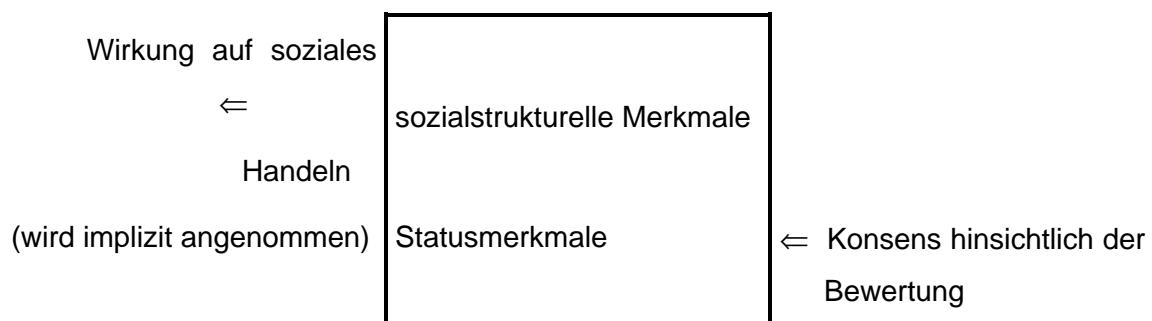 Wirkung auf soziales
⇐
sozialstrukturelle Merkmale
Handeln
(wird implizit angenommen)
Statusmerkmale
⇐ Konsens hinsichtlich der
Bewertung